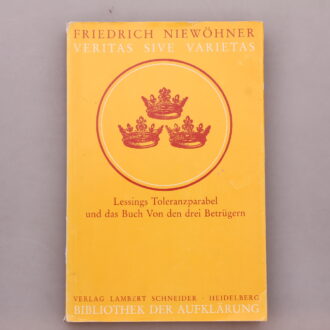 FRIEDRICH NIEWÖHNER
VERITAS SIVE VARIETAS
Lessings Toleranzparabel
und das Buch Von den drei Betrügern
VERLAG LAMBERT SCHNEIDER · HEIDELBERG
BIBLIOTHEK DER AUFKLÄRUNG